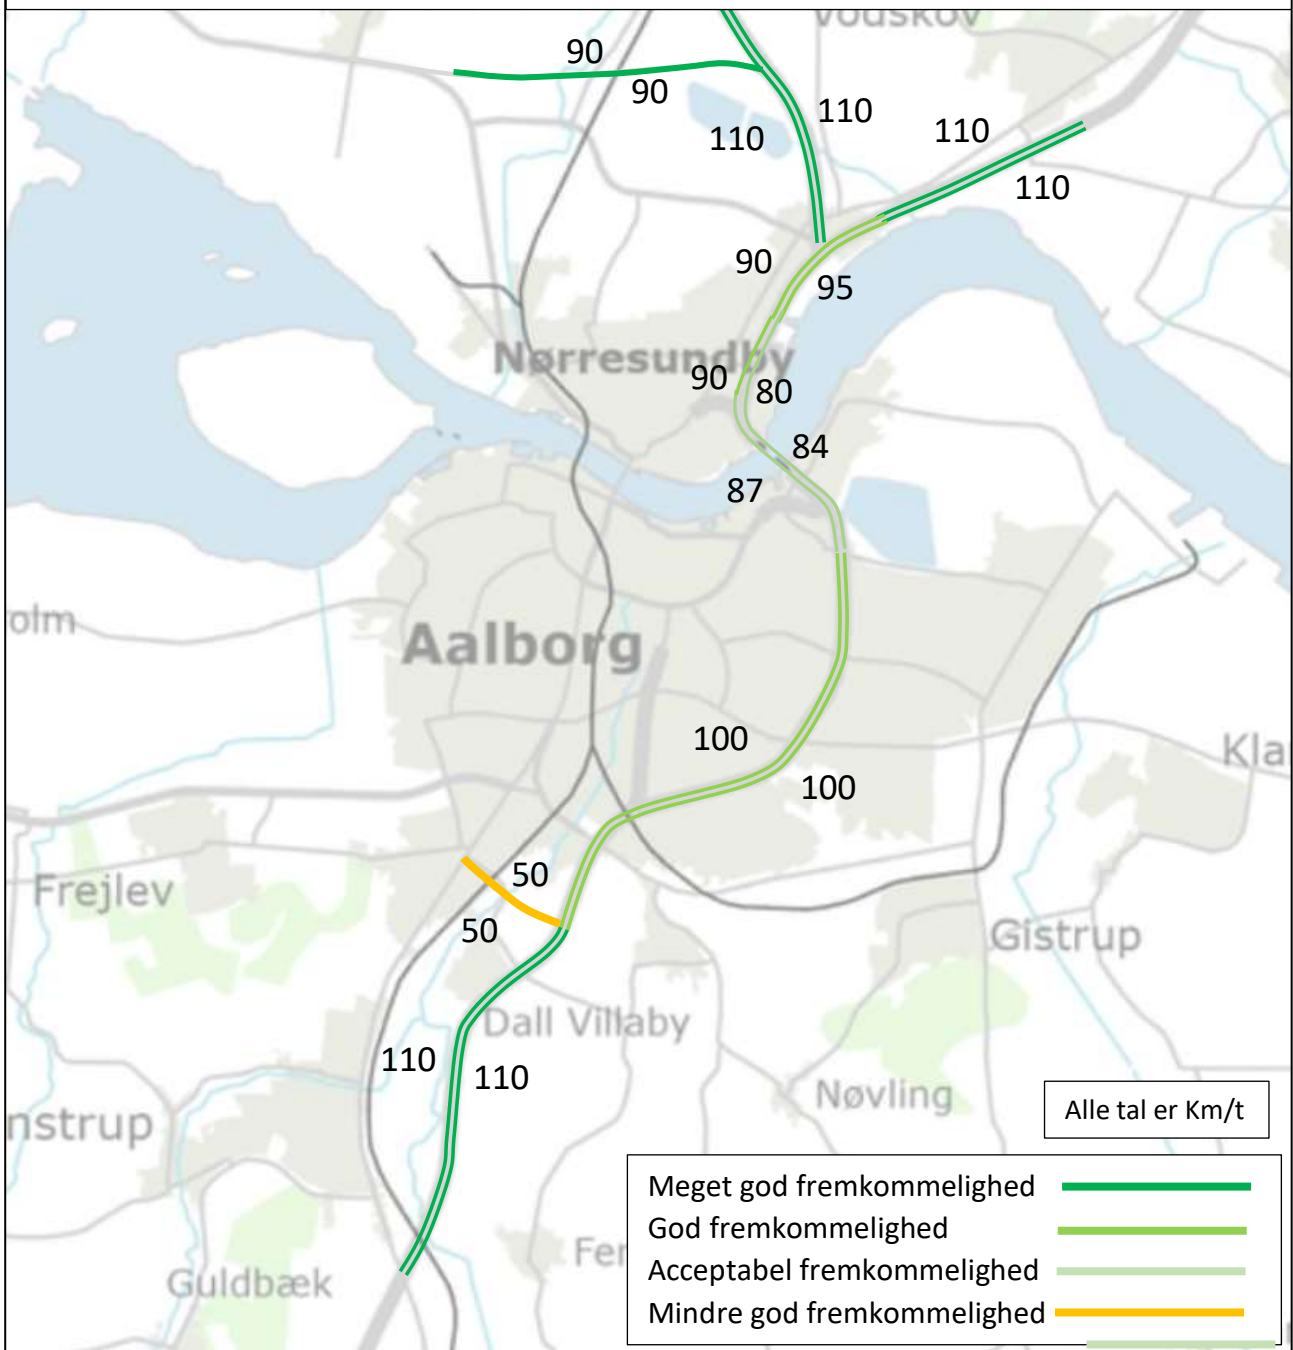 Vodskov
90
90
110
110
110
110
90
95
Nørresundby
90
80
84
87
olm
Aalborg
100
100
Kla
50
50
Frejlev
Gistrup
Dall Villaby
110
110
Nøvling
nstrup
Alle tal er Km/t
Fer
Guldbæk
Meget god fremkommelighed
God fremkommelighed
Acceptabel fremkommelighed
Mindre god fremkommelighed